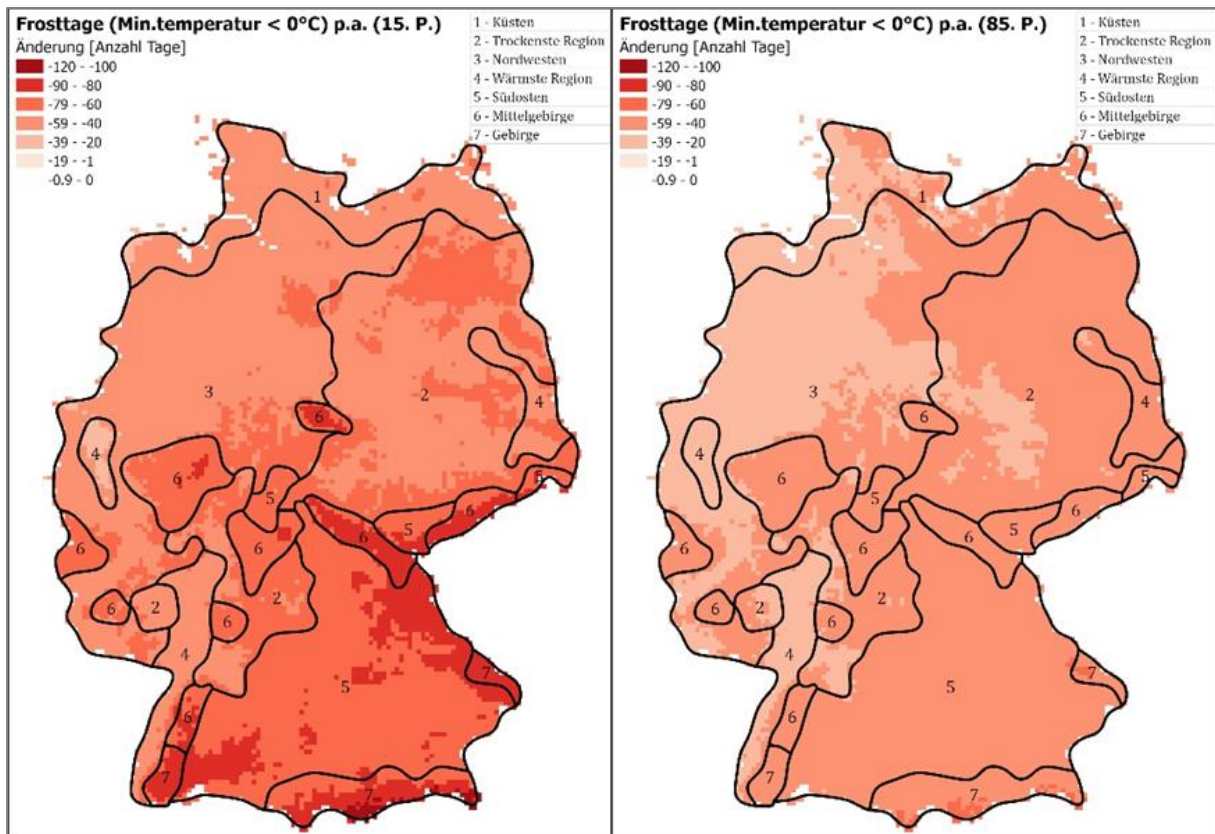 Frosttage (Min.temperatur < 0°C) p.a. (15. P.)
Änderung [Anzahl Tage]
-120 - -100
-90 - -80
-79 - -60
-59 - -40
-39 - -20
-19 - -1
-0.9 - 0
1 - Küsten
2 - Trockenste Region
3 - Nordwesten
4 - Wärmste Region
5 - Südosten
6 - Mittelgebirge
7 - Gebirge
1
3
2
4
6
4
6
5
5
6
5
6
6
6
2
6
2
6
4
7
5
6
7
7
Frosttage (Min.temperatur < 0°C) p.a. (85. P.)
Änderung [Anzahl Tage]
-120 - -100
-90 - -80
-79 - -60
-59 - -40
-39 - -20
-19 - -1
-0.9 - 0
1 - Küsten
2 - Trockenste Region
3 - Nordwesten
4 - Wärmste Region
5 - Südosten
6 - Mittelgebirge
7 - Gebirge
1
3
2
4
6
4
6
5
5
6
5
6
6
6
2
6
2
6
4
7
5
6
7
7